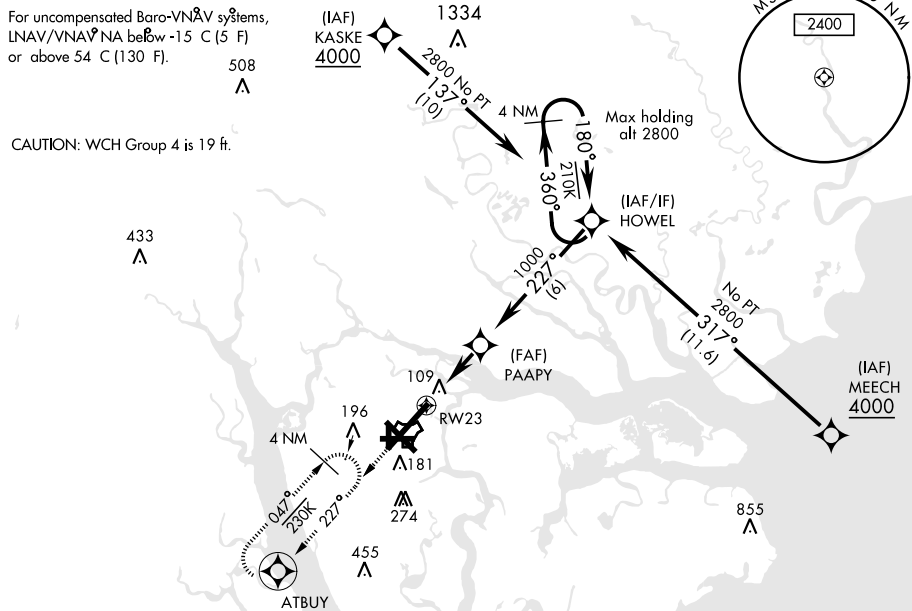 For uncompensated Baro-VNAV systems,
LNAV/VNAV NA below -15 C (5 F)
or above 54 C (130 F).
CAUTION: WCH Group 4 is 19 ft.
508
433
(IAF)
KASKE
4000
1334
2800 No PT
137°
(10)
4 NM
180°
360°
210K
Max holding
alt 2800
(IAF/IF)
HOWEL
2400
NM
1000
227°
(6)
No PT
2800
317°
(11.6)
(IAF)
MEECH
4000
(FAF)
PAAPY
109
RW23
196
4 NM
181
274
047°
230K
227°
455
855
ATBUY